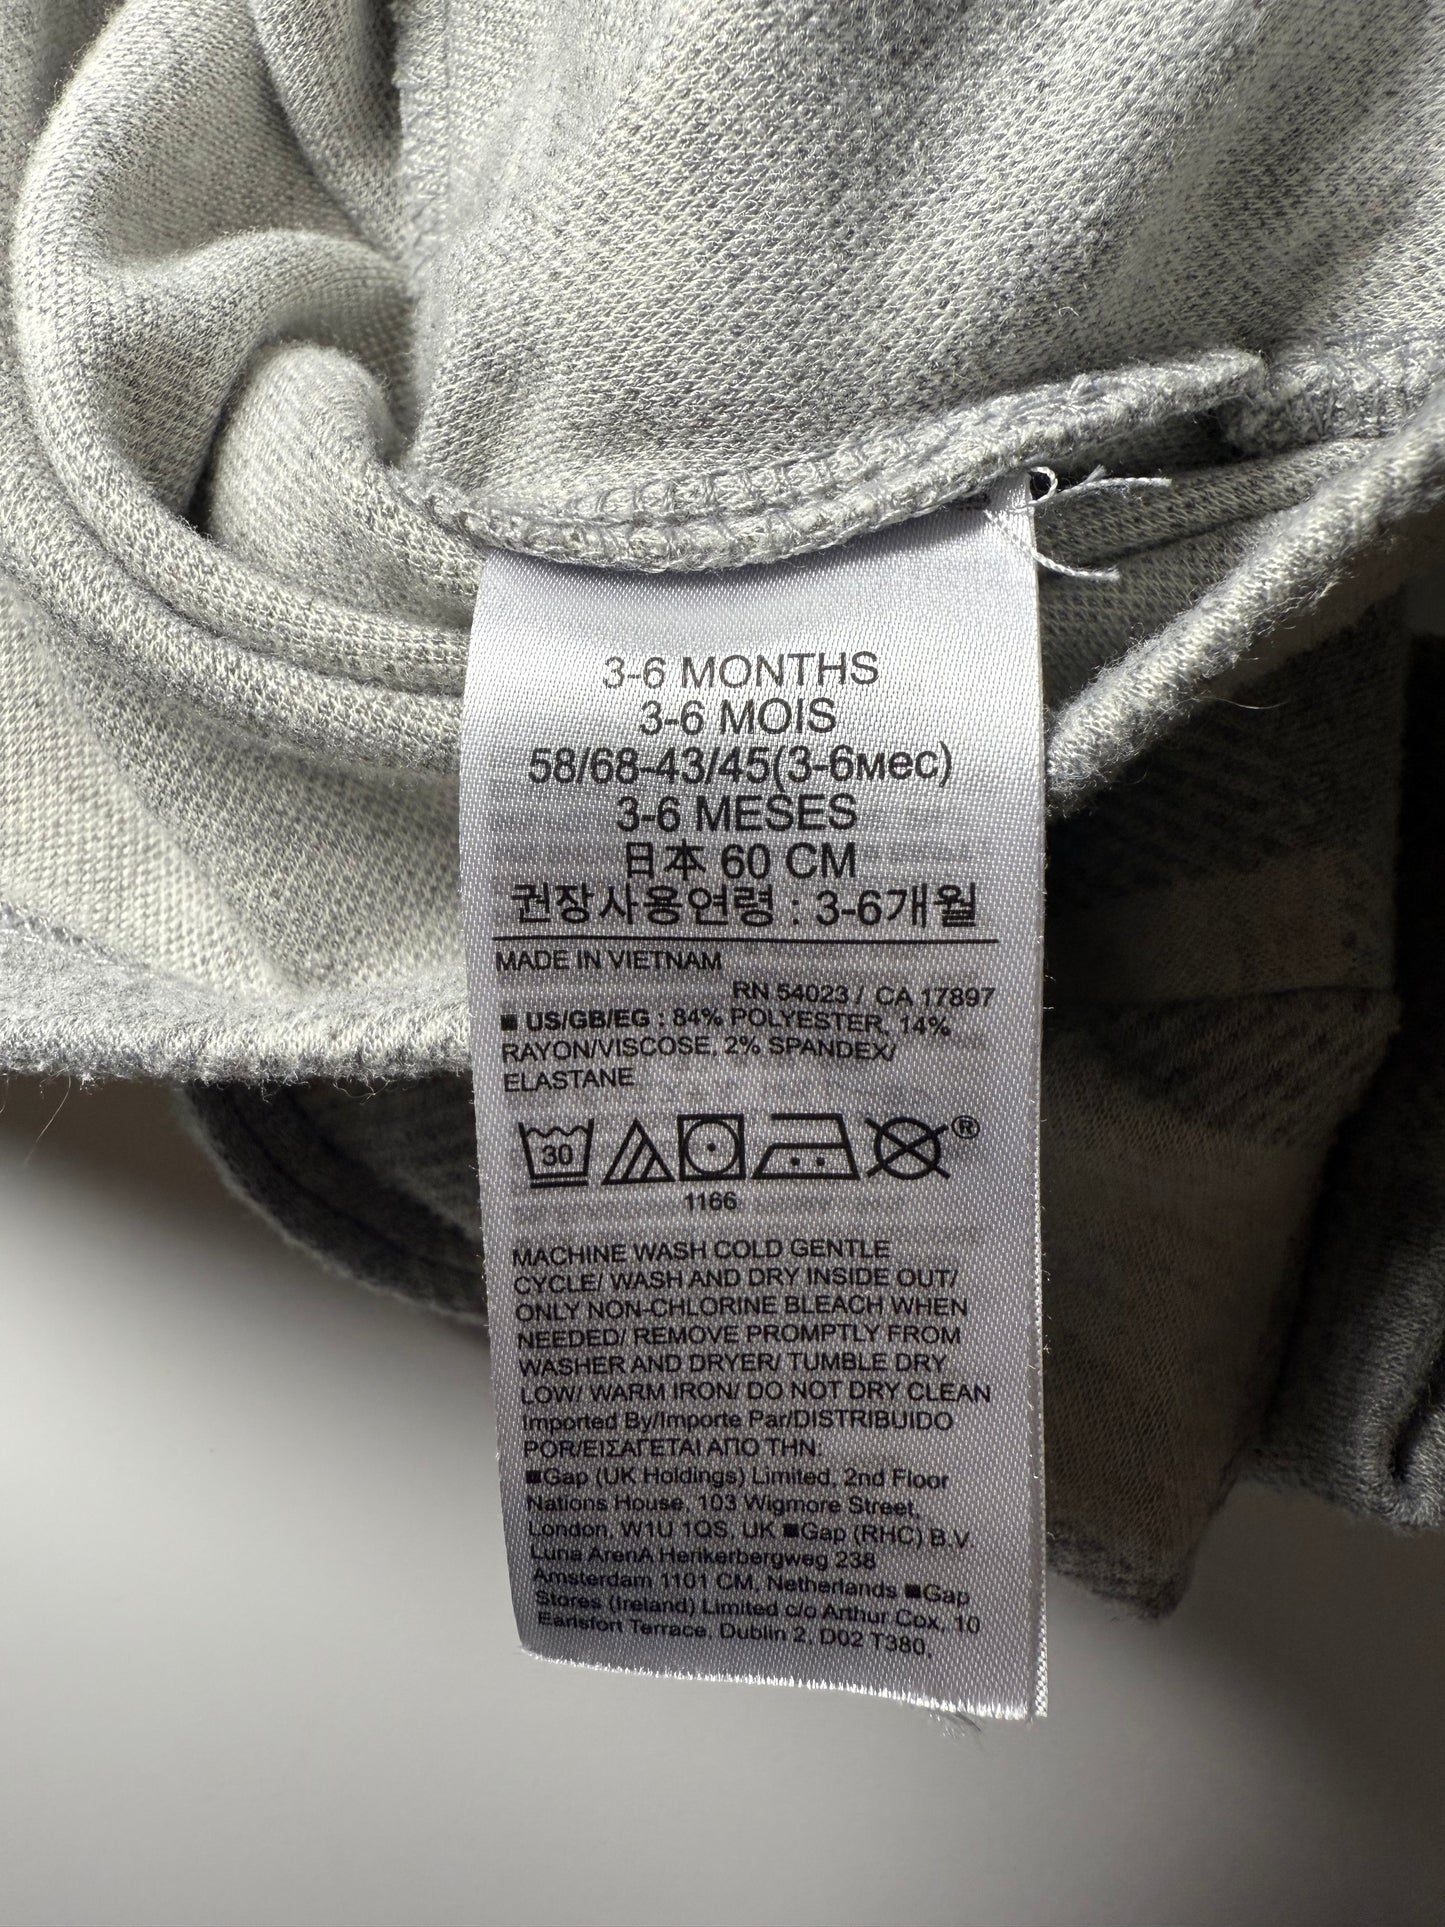 3-6 MONTHS
3-6 MOIS
58/68-43/45(3-6мес)
3-6 MESES
日本 60 CM
권장사용연령 : 3-6개월
MADE IN VIETNAM
RN 54023 / CA 17897
■ US/GB/EG : 84% POLYESTER, 14%
RAYON/VISCOSE, 2% SPANDEX/
ELASTANE
30 ®
1166
MACHINE WASH COLD GENTLE
CYCLE/ WASH AND DRY INSIDE OUT/
ONLY NON-CHLORINE BLEACH WHEN
NEEDED/ REMOVE PROMPTLY FROM
WASHER AND DRYER/ TUMBLE DRY
LOW/ WARM IRON/ DO NOT DRY CLEAN
Imported By/Importe Par/DISTRIBUIDO
POR/ΕΙΣΑΓΕΤΑΙ ΑΠΟ ΤΗΝ:
■Gap (UK Holdings) Limited, 2nd Floor
Nations House, 103 Wigmore Street,
London, W1U 1QS, UK ■Gap (RHC) B.V.
Luna ArenA Herikerbergweg 238
Amsterdam 1101 CM, Netherlands ■Gap
Stores (Ireland) Limited c/o Arthur Cox, 10
Earlsfort Terrace, Dublin 2, D02 T380,